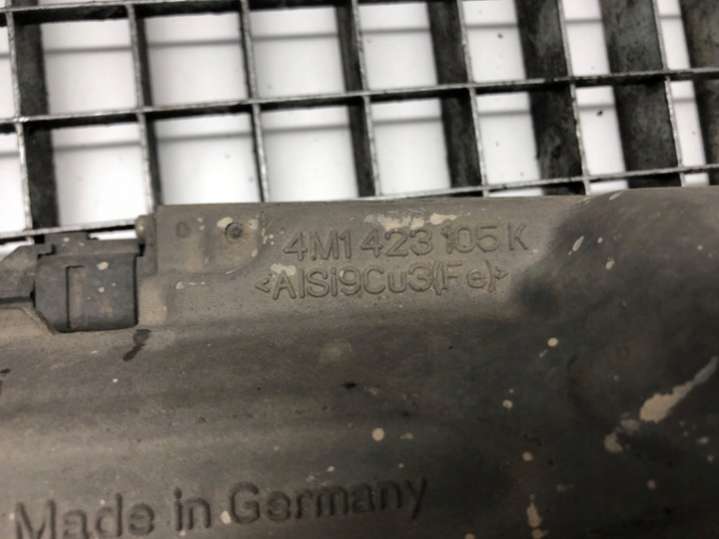 4M1 423 105 K
<AlSi9Cu3(Fe)>
Made in Germany